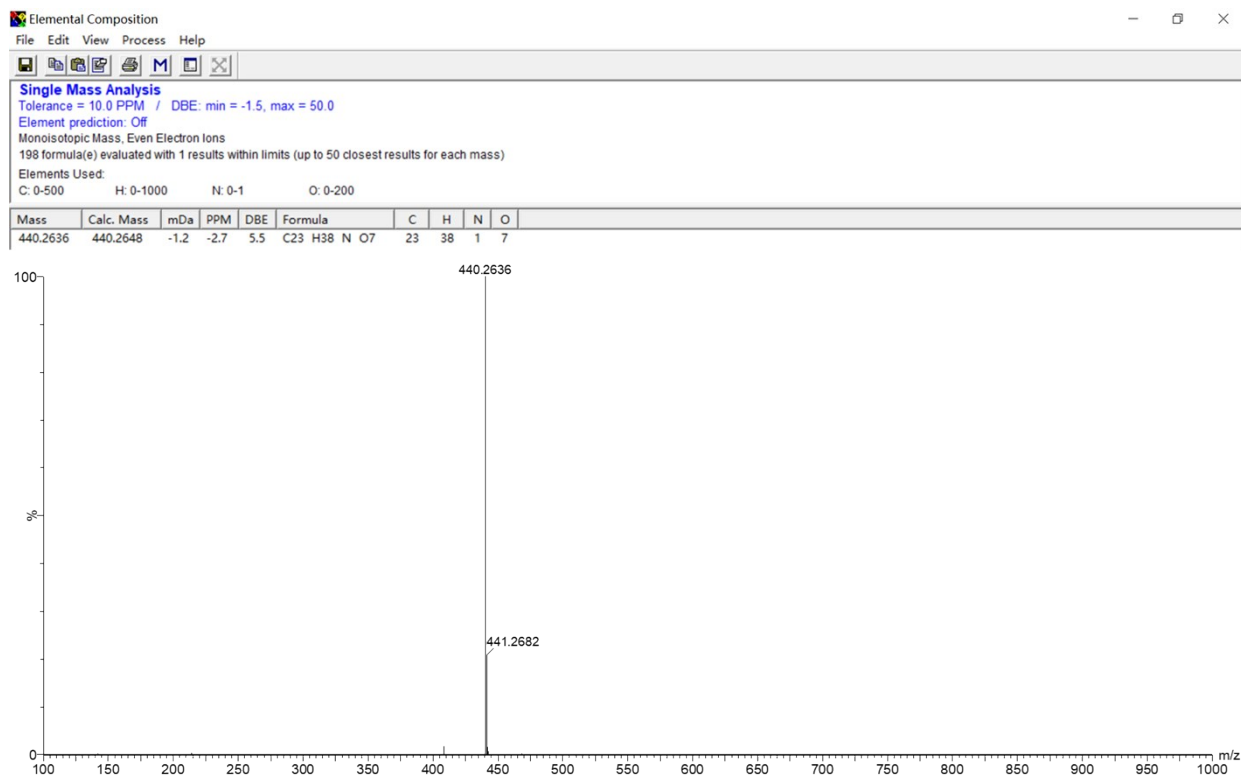 Elemental Composition
File Edit View Process Help
M
Single Mass Analysis
Tolerance = 10.0 PPM / DBE: min = -1.5, max = 50.0
Element prediction: Off
Monoisotopic Mass, Even Electron Ions
198 formula(e) evaluated with 1 results within limits (up to 50 closest results for each mass)
Elements Used:
C: 0-500 H: 0-1000 N: 0-1 O: 0-200
Mass Calc. Mass mDa PPM DBE Formula C H N O
440.2636 440.2648 -1.2 -2.7 5.5 C23 H38 N O7 23 38 1 7
440.2636
100
441.2682
%
0
100 150 200 250 300 350 400 450 500 550 600 650 700 750 800 850 900 950 1000 m/z